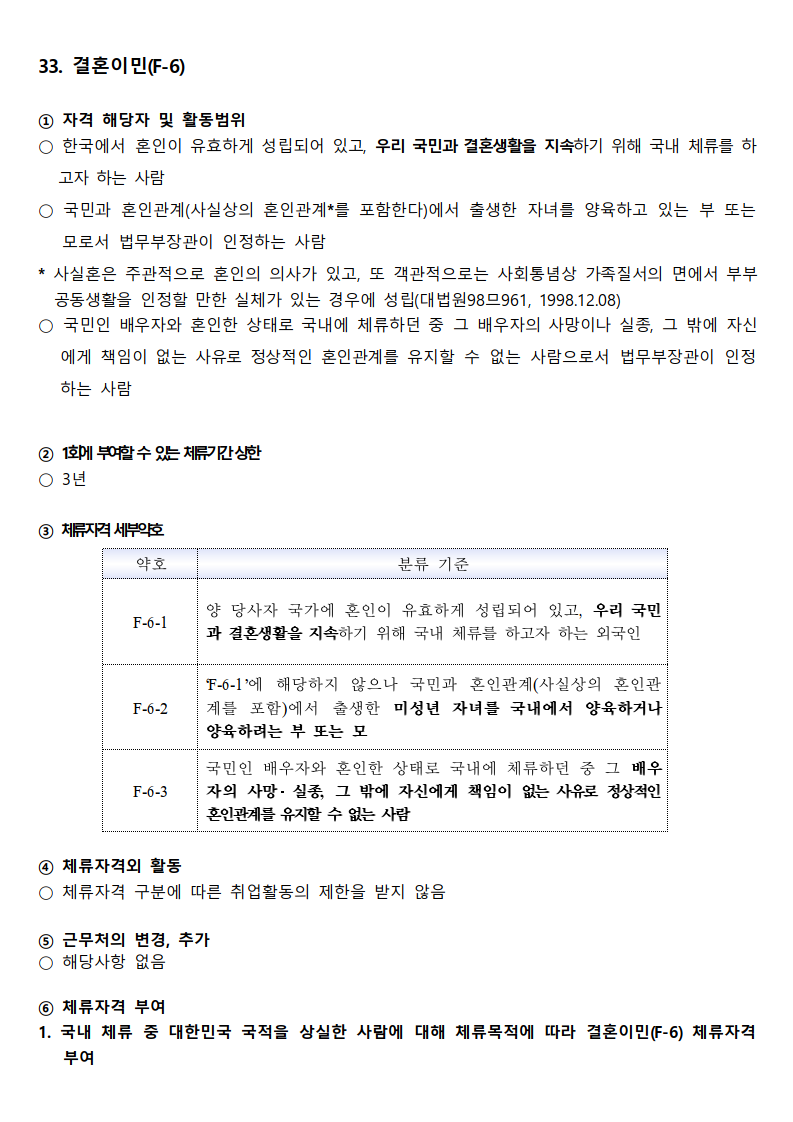 33. 결혼이민(F-6)
① 자격 해당자 및 활동범위
○ 한국에서 혼인이 유효하게 성립되어 있고, 우리 국민과 결혼생활을 지속하기 위해 국내 체류를 하
고자 하는 사람
○ 국민과 혼인관계(사실상의 혼인관계*를 포함한다)에서 출생한 자녀를 양육하고 있는 부 또는
모로서 법무부장관이 인정하는 사람
* 사실혼은 주관적으로 혼인의 의사가 있고, 또 객관적으로는 사회통념상 가족질서의 면에서 부부
공동생활을 인정할 만한 실체가 있는 경우에 성립(대법원98므961, 1998.12.08)
○ 국민인 배우자와 혼인한 상태로 국내에 체류하던 중 그 배우자의 사망이나 실종, 그 밖에 자신
에게 책임이 없는 사유로 정상적인 혼인관계를 유지할 수 없는 사람으로서 법무부장관이 인정
하는 사람
② 1회에 부여할 수 있는 체류기간 상한
○ 3년
③ 체류자격 세부약호
약호 분류 기준
F-6-1
양 당사자 국가에 혼인이 유효하게 성립되어 있고, 우리 국민
과 결혼생활을 지속하기 위해 국내 체류를 하고자 하는 외국인
F-6-2
‘F-6-1’에 해당하지 않으나 국민과 혼인관계(사실상의 혼인관
계를 포함)에서 출생한 미성년 자녀를 국내에서 양육하거나
양육하려는 부 또는 모
F-6-3
국민인 배우자와 혼인한 상태로 국내에 체류하던 중 그 배우
자의 사망·실종, 그 밖에 자신에게 책임이 없는 사유로 정상적인
혼인관계를 유지할 수 없는 사람
④ 체류자격외 활동
○ 체류자격 구분에 따른 취업활동의 제한을 받지 않음
⑤ 근무처의 변경, 추가
○ 해당사항 없음
⑥ 체류자격 부여
1. 국내 체류 중 대한민국 국적을 상실한 사람에 대해 체류목적에 따라 결혼이민(F-6) 체류자격
부여